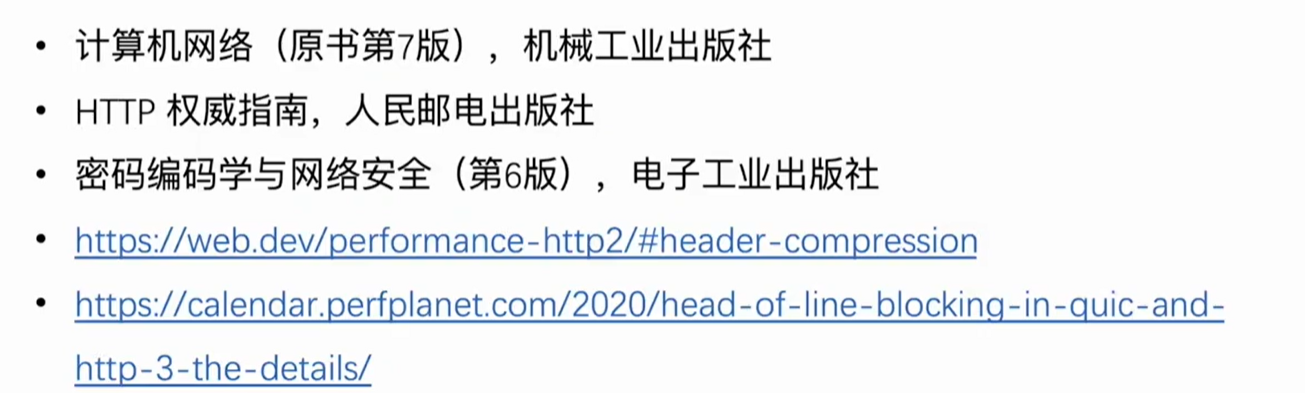 • 计算机网络（原书第7版），机械工业出版社
• HTTP 权威指南，人民邮电出版社
• 密码编码学与网络安全（第6版），电子工业出版社
• https://web.dev/performance-http2/#header-compression
• https://calendar.perfplanet.com/2020/head-of-line-blocking-in-quic-and-
http-3-the-details/